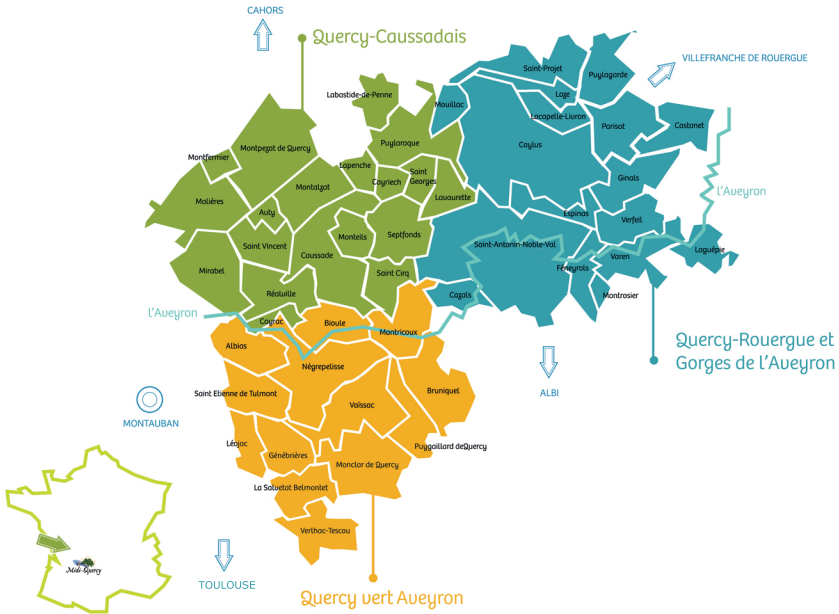 CAHORS
Quercy-Caussadais
VILLEFRANCHE DE ROUERGUE
Saint-Projet
Puylagarde
Labastide-de-Penne
Loze
Mouillac
Lacapelle-Livron
Parisot
Castanet
Puylaroque
Caylus
Montpezat de Quercy
Montfermier
Lapenche
Cayriech
Saint
Georges
Ginals
l'Aveyron
Montalzat
Molières
Lavaurette
Auty
Espinas
Verfeil
Saint Vincent
Monteils
Septfonds
Saint-Antonin-Noble-Val
Laguépie
Caussade
Varen
Mirabel
Saint Cirq
Féneyrols
Réalville
Cazals
Montrosier
l'Aveyron
Cayrac
Bioule
Montricoux
Quercy-Rouergue et
Gorges de l'Aveyron
Albias
Nègrepelisse
ALBI
Saint Etienne de Tulmont
Bruniquel
Vaïssac
MONTAUBAN
Léojac
Génébrières
Puygaillard deQuercy
Monclar de Quercy
La Salvetat Belmontet
Verlhac-Tescou
Midi-Quercy
TOULOUSE
Quercy vert Aveyron